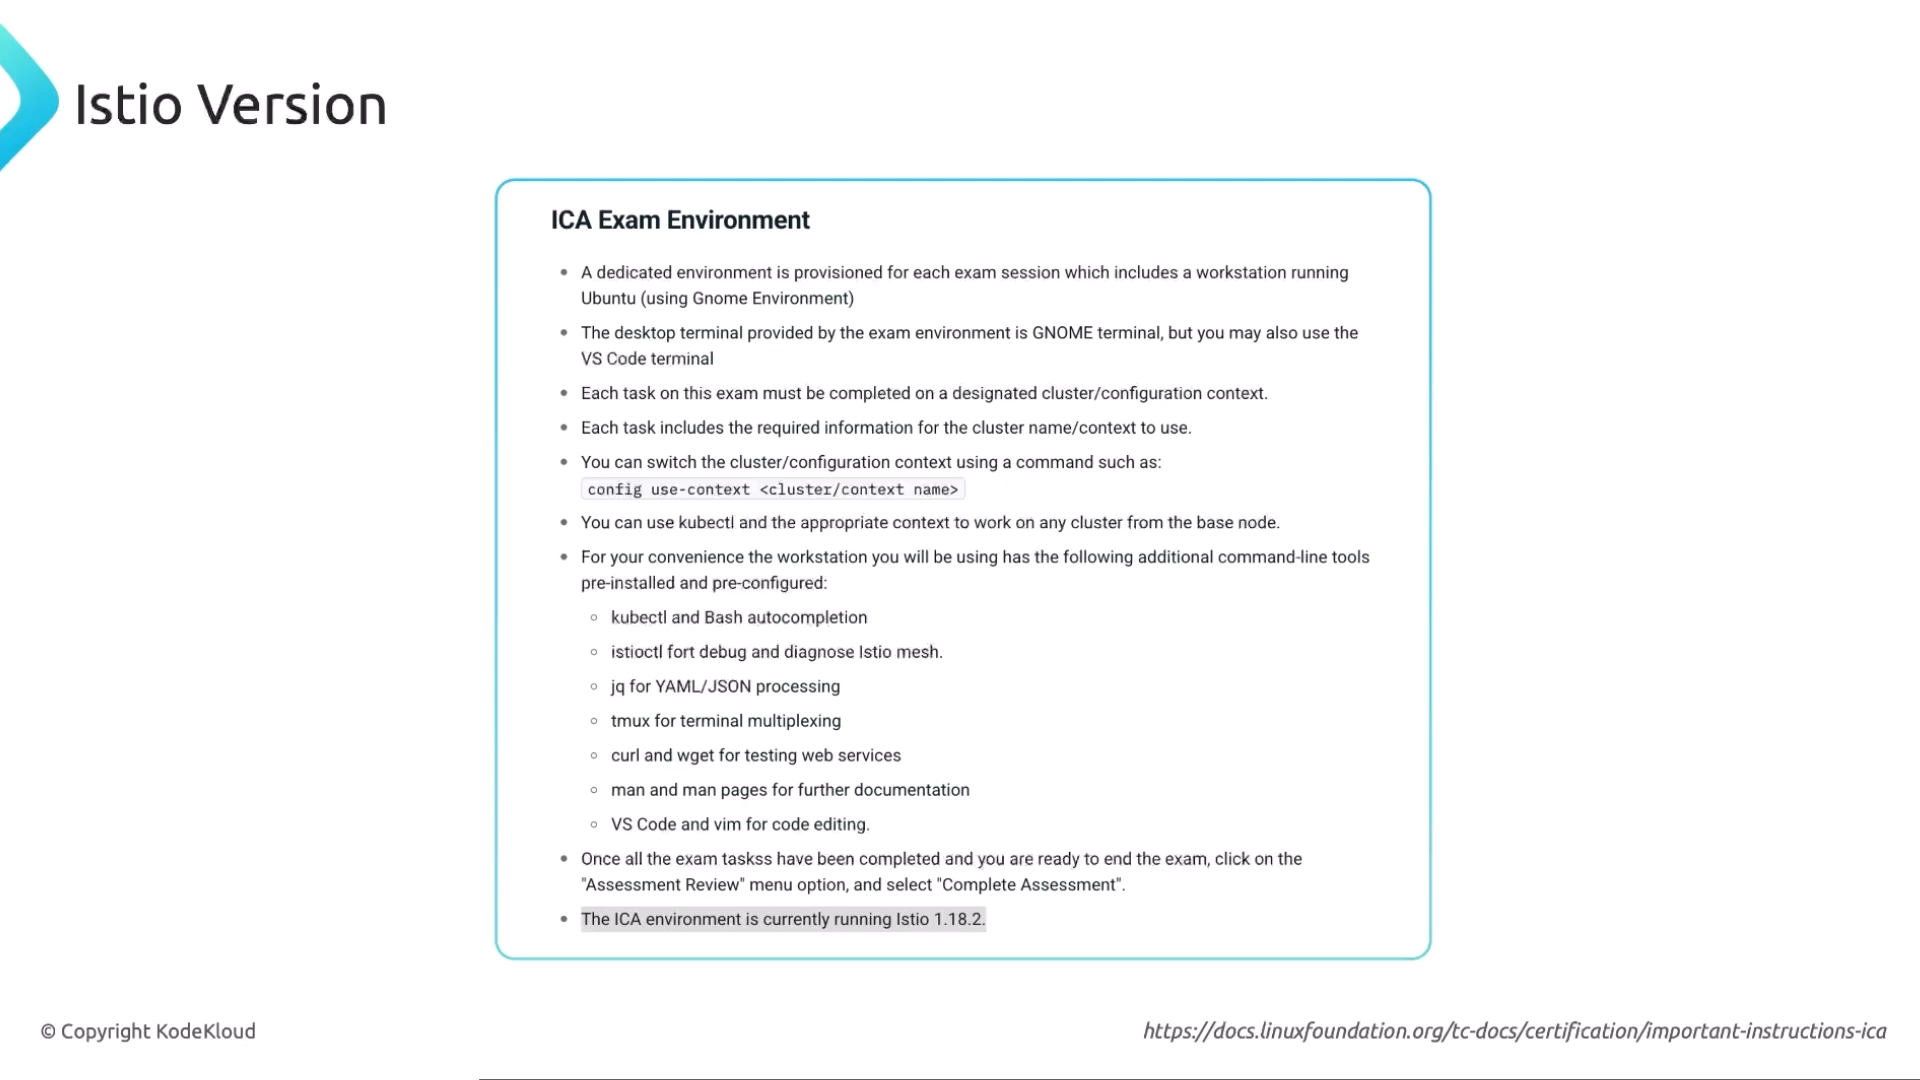 Istio Version
ICA Exam Environment
A dedicated environment is provisioned for each exam session which includes a workstation running
Ubuntu (using Gnome Environment)
The desktop terminal provided by the exam environment is GNOME terminal, but you may also use the
VS Code terminal
Each task on this exam must be completed on a designated cluster/configuration context.
Each task includes the required information for the cluster name/context to use.
You can switch the cluster/configuration context using a command such as:
config use-context <cluster/context name>
You can use kubectl and the appropriate context to work on any cluster from the base node.
For your convenience the workstation you will be using has the following additional command-line tools
pre-installed and pre-configured:
kubectl and Bash autocompletion
istioctl fort debug and diagnose Istio mesh.
jq for YAML/JSON processing
tmux for terminal multiplexing
curl and wget for testing web services
man and man pages for further documentation
VS Code and vim for code editing.
Once all the exam taskss have been completed and you are ready to end the exam, click on the
"Assessment Review" menu option, and select "Complete Assessment".
The ICA environment is currently running Istio 1.18.2.
© Copyright KodeKloud
https://docs.linuxfoundation.org/tc-docs/certification/important-instructions-ica